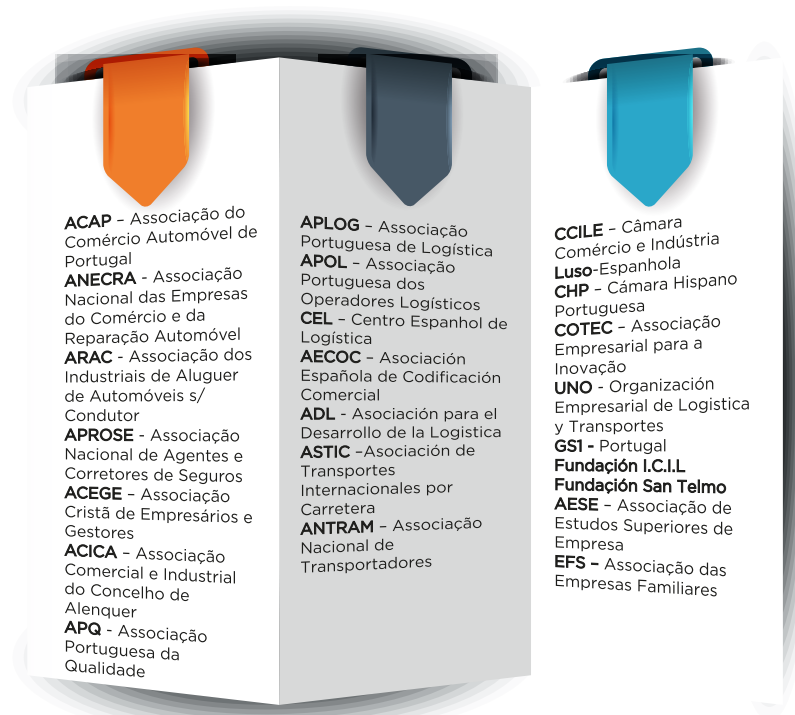 ACAP – Associação do
Comércio Automóvel de
Portugal
ANECRA - Associação
Nacional das Empresas
do Comércio e da
Reparação Automóvel
ARAC - Associação dos
Industriais de Aluguer
de Automóveis s/
Condutor
APROSE - Associação
Nacional de Agentes e
Corretores de Seguros
ACEGE – Associação
Cristã de Empresários e
Gestores
ACICA – Associação
Comercial e Industrial
do Concelho de
Alenquer
APQ - Associação
Portuguesa da
Qualidade
APLOG – Associação
Portuguesa de Logística
APOL – Associação
Portuguesa dos
Operadores Logísticos
CEL – Centro Espanhol de
Logística
AECOC – Asociación
Española de Codificación
Comercial
ADL - Asociación para el
Desarrollo de la Logistica
ASTIC –Asociación de
Transportes
Internacionales por
Carretera
ANTRAM – Associação
Nacional de
Transportadores
CCILE – Câmara
Comércio e Indústria
Luso-Espanhola
CHP – Cámara Hispano
Portuguesa
COTEC – Associação
Empresarial para a
Inovação
UNO - Organización
Empresarial de Logistica
y Transportes
GS1 - Portugal
Fundación I.C.I.L
Fundación San Telmo
AESE – Associação de
Estudos Superiores de
Empresa
EFS – Associação das
Empresas Familiares